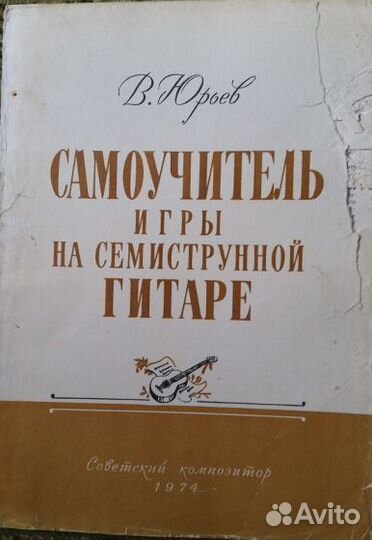 В. Юрьев
САМОУЧИТЕЛЬ
ИГРЫ
НА СЕМИСТРУННОЙ
ГИТАРЕ
Советский композитор
1974
Avito